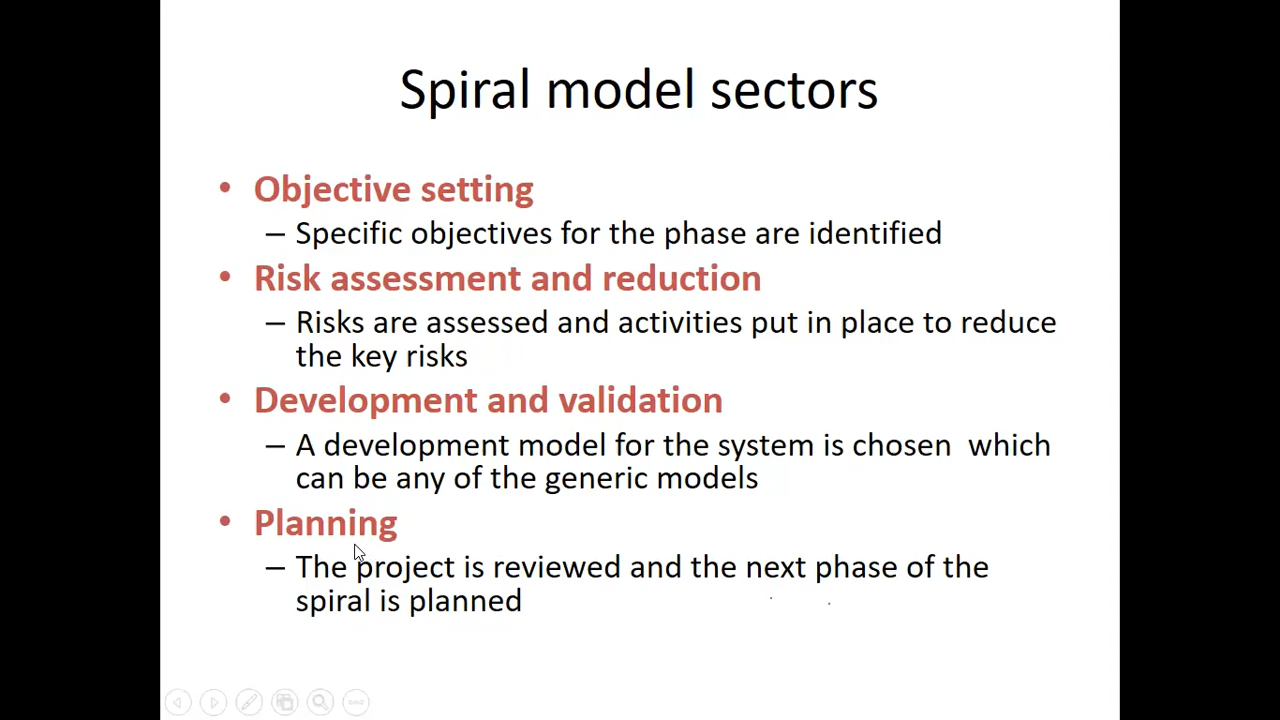 Spiral model sectors
• Objective setting
– Specific objectives for the phase are identified
• Risk assessment and reduction
– Risks are assessed and activities put in place to reduce
the key risks
• Development and validation
– A development model for the system is chosen  which
can be any of the generic models
• Planning
– The project is reviewed and the next phase of the
spiral is planned